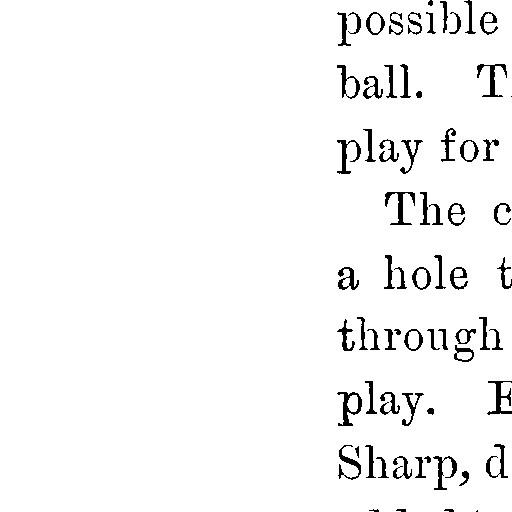 possible
ball. T
play for
The c
a hole t
through
play. E
Sharp, d